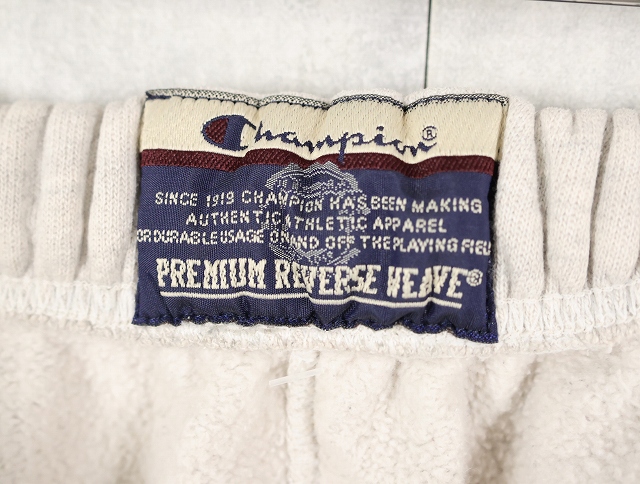 Champion®
SINCE 1919 CHAMPION HAS BEEN MAKING
AUTHENTIC ATHLETIC APPAREL
FOR DURABLE USAGE ON AND OFF THE PLAYING FIELD
PREMIUM REVERSE WEAVE®